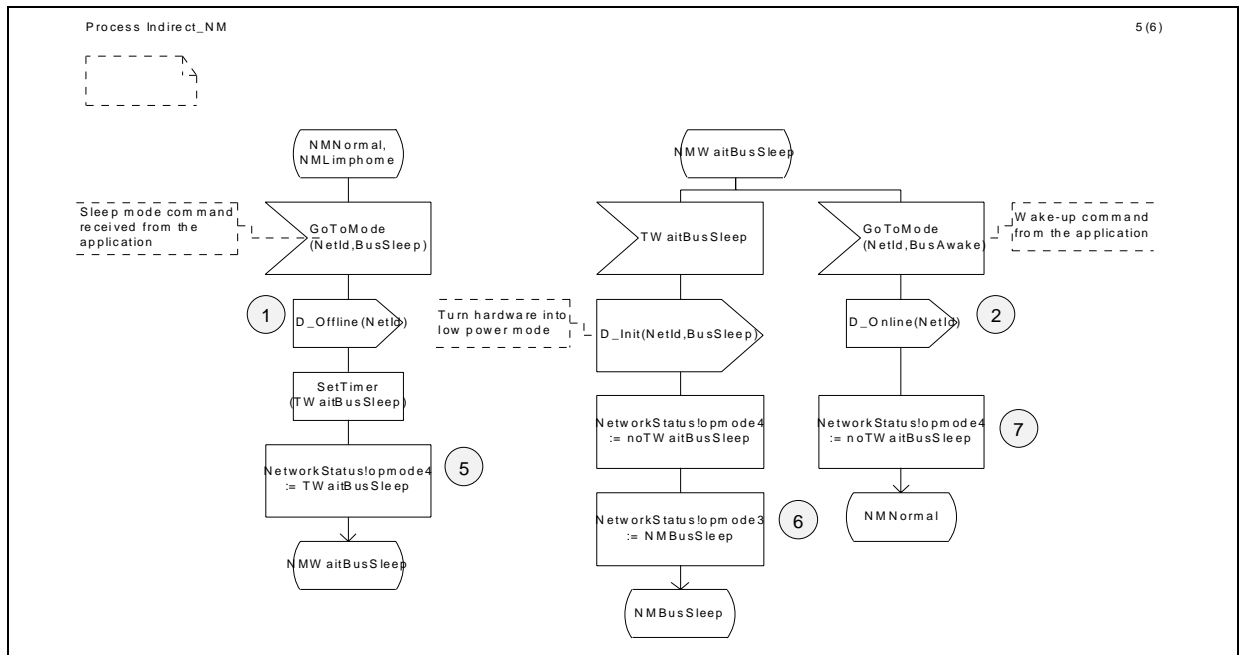 Process Indirect_NM
5(6)
NMNormal,
NMLimphome
Sleep mode command
received from the
application
GoToMode
(NetId,BusSleep)
1
D_Offline(NetId)
SetTimer
(TWaitBusSleep)
NetworkStatus!opmode4
:= TWaitBusSleep
5
NMWaitBusSleep
NMWaitBusSleep
TWaitBusSleep
Turn hardware into
low power mode
D_Init(NetId,BusSleep)
NetworkStatus!opmode4
:= noTWaitBusSleep
NetworkStatus!opmode3
:= NMBusSleep
6
NMBusSleep
GoToMode
(NetId,BusAwake)
Wake-up command
from the application
D_Online(NetId)
2
NetworkStatus!opmode4
:= noTWaitBusSleep
7
NMNormal